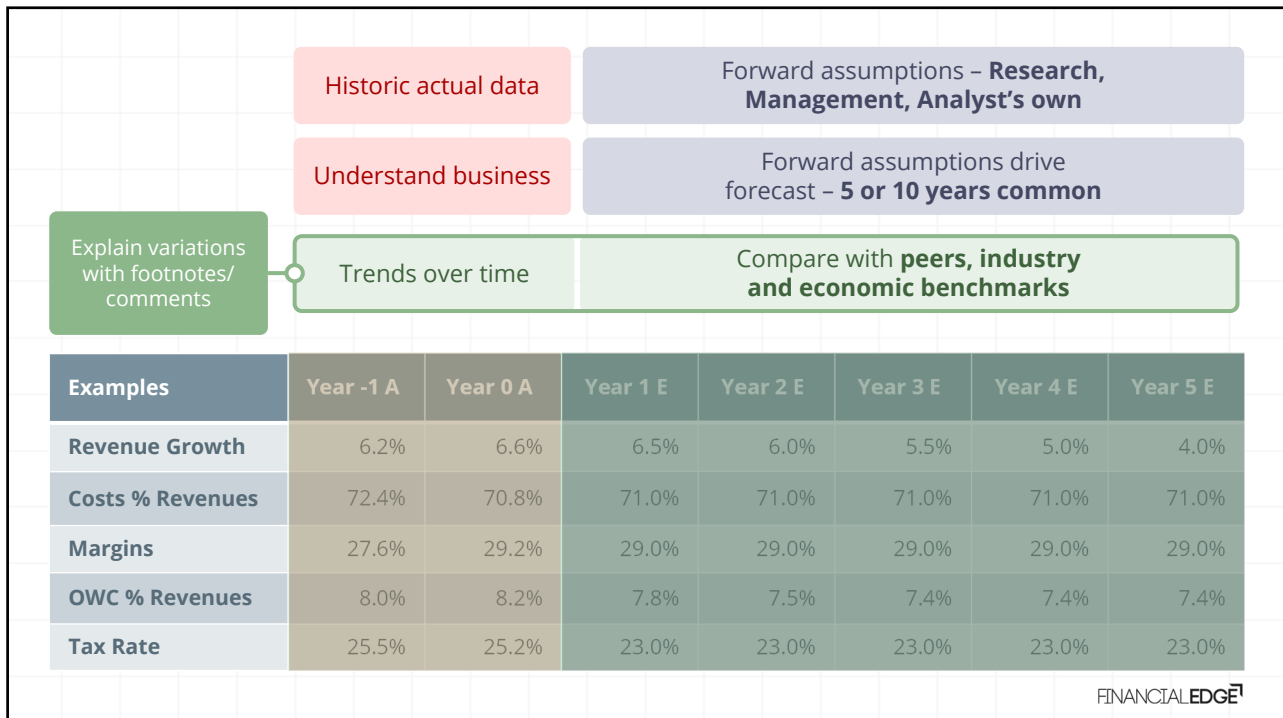 Historic actual data
Forward assumptions – Research,
Management, Analyst’s own
Understand business
Forward assumptions drive
forecast – 5 or 10 years common
Explain variations
with footnotes/
comments
Trends over time
Compare with peers, industry
and economic benchmarks
Examples Year -1 A Year 0 A Year 1 E Year 2 E Year 3 E Year 4 E Year 5 E
Revenue Growth 6.2% 6.6% 6.5% 6.0% 5.5% 5.0% 4.0%
Costs % Revenues 72.4% 70.8% 71.0% 71.0% 71.0% 71.0% 71.0%
Margins 27.6% 29.2% 29.0% 29.0% 29.0% 29.0% 29.0%
OWC % Revenues 8.0% 8.2% 7.8% 7.5% 7.4% 7.4% 7.4%
Tax Rate 25.5% 25.2% 23.0% 23.0% 23.0% 23.0% 23.0%
FINANCIALEDGE